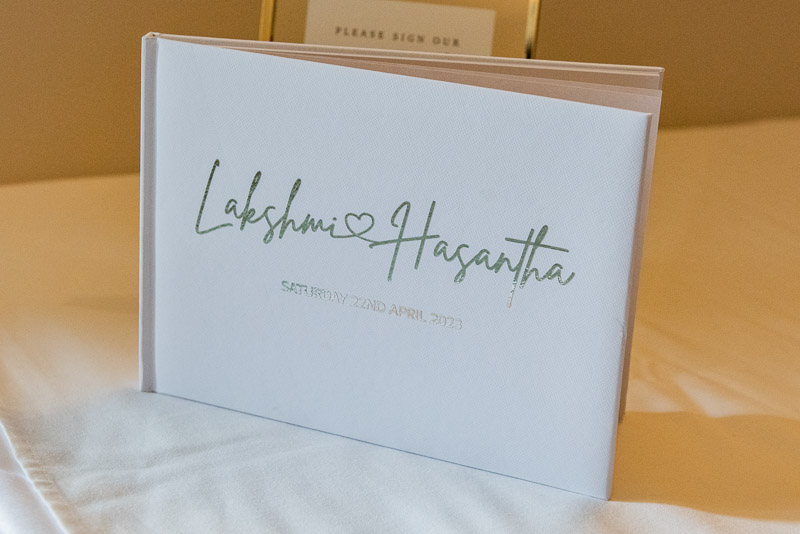 PLEASE SIGN OUR
Lakshmi♡Hasantha
SATURDAY 22ND APRIL 2023